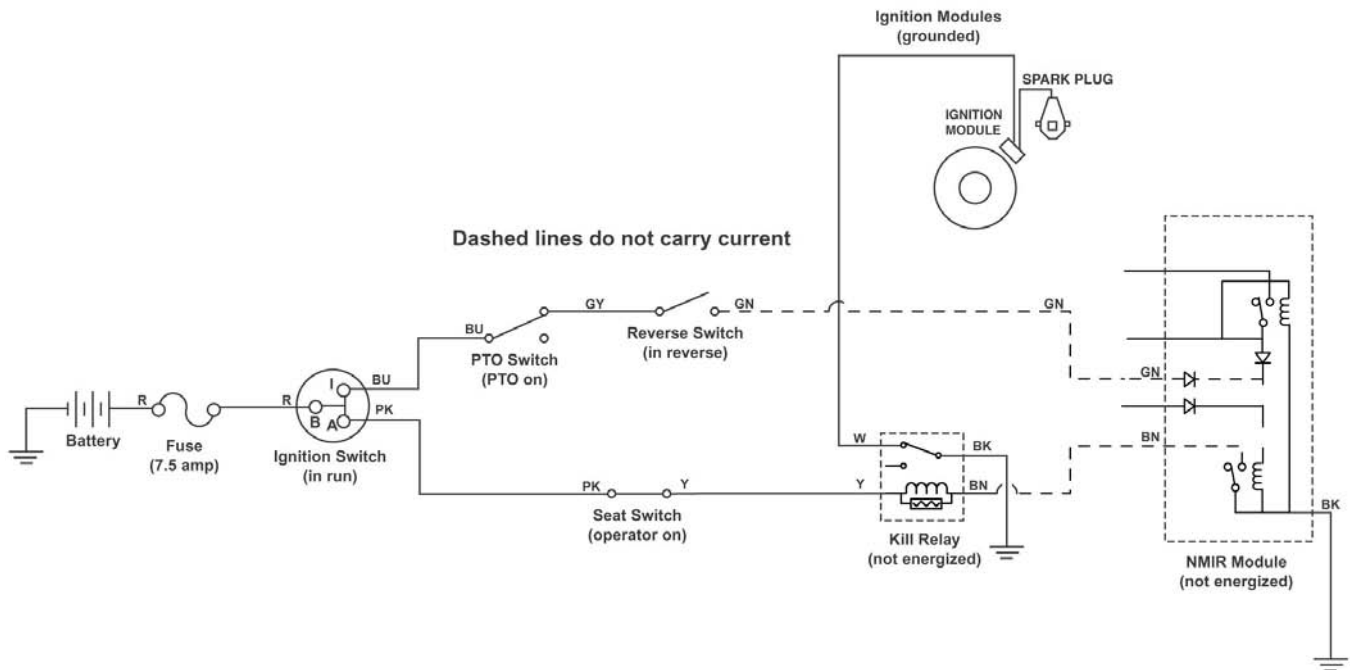 Ignition Modules
(grounded)
SPARK PLUG
IGNITION
MODULE
Dashed lines do not carry current
GY
GN
GN
BU
Reverse Switch
(in reverse)
PTO Switch
(PTO on)
I
BU
GN
R
R
B
A
PK
Battery
Fuse
(7.5 amp)
Ignition Switch
(in run)
W
BK
BN
PK
Y
Y
BN
Seat Switch
(operator on)
BK
Kill Relay
(not energized)
NMIR Module
(not energized)